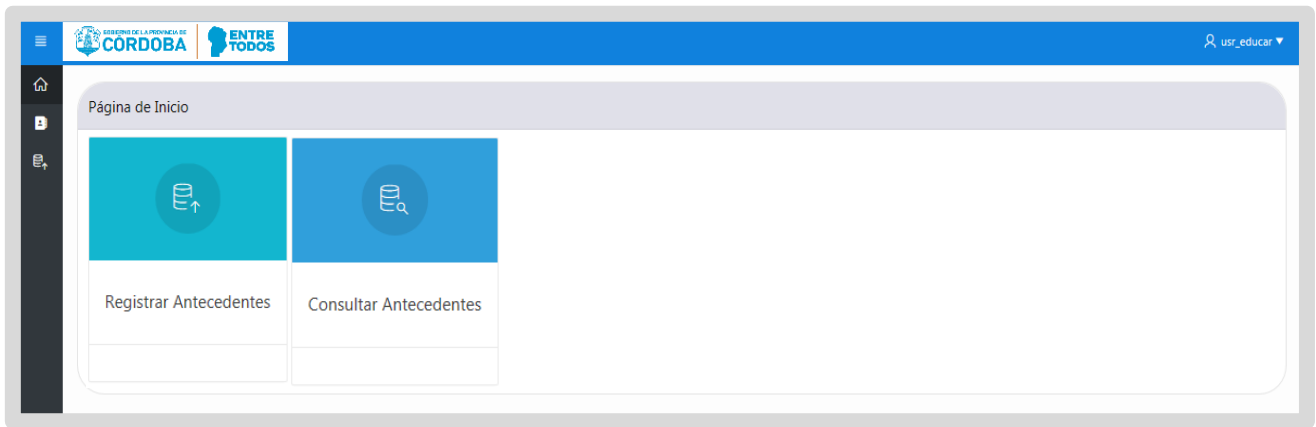 GOBIERNO DE LA PROVINCIA DE
CÓRDOBA
ENTRE
TODOS
usr_educar
Página de Inicio
Registrar Antecedentes
Consultar Antecedentes